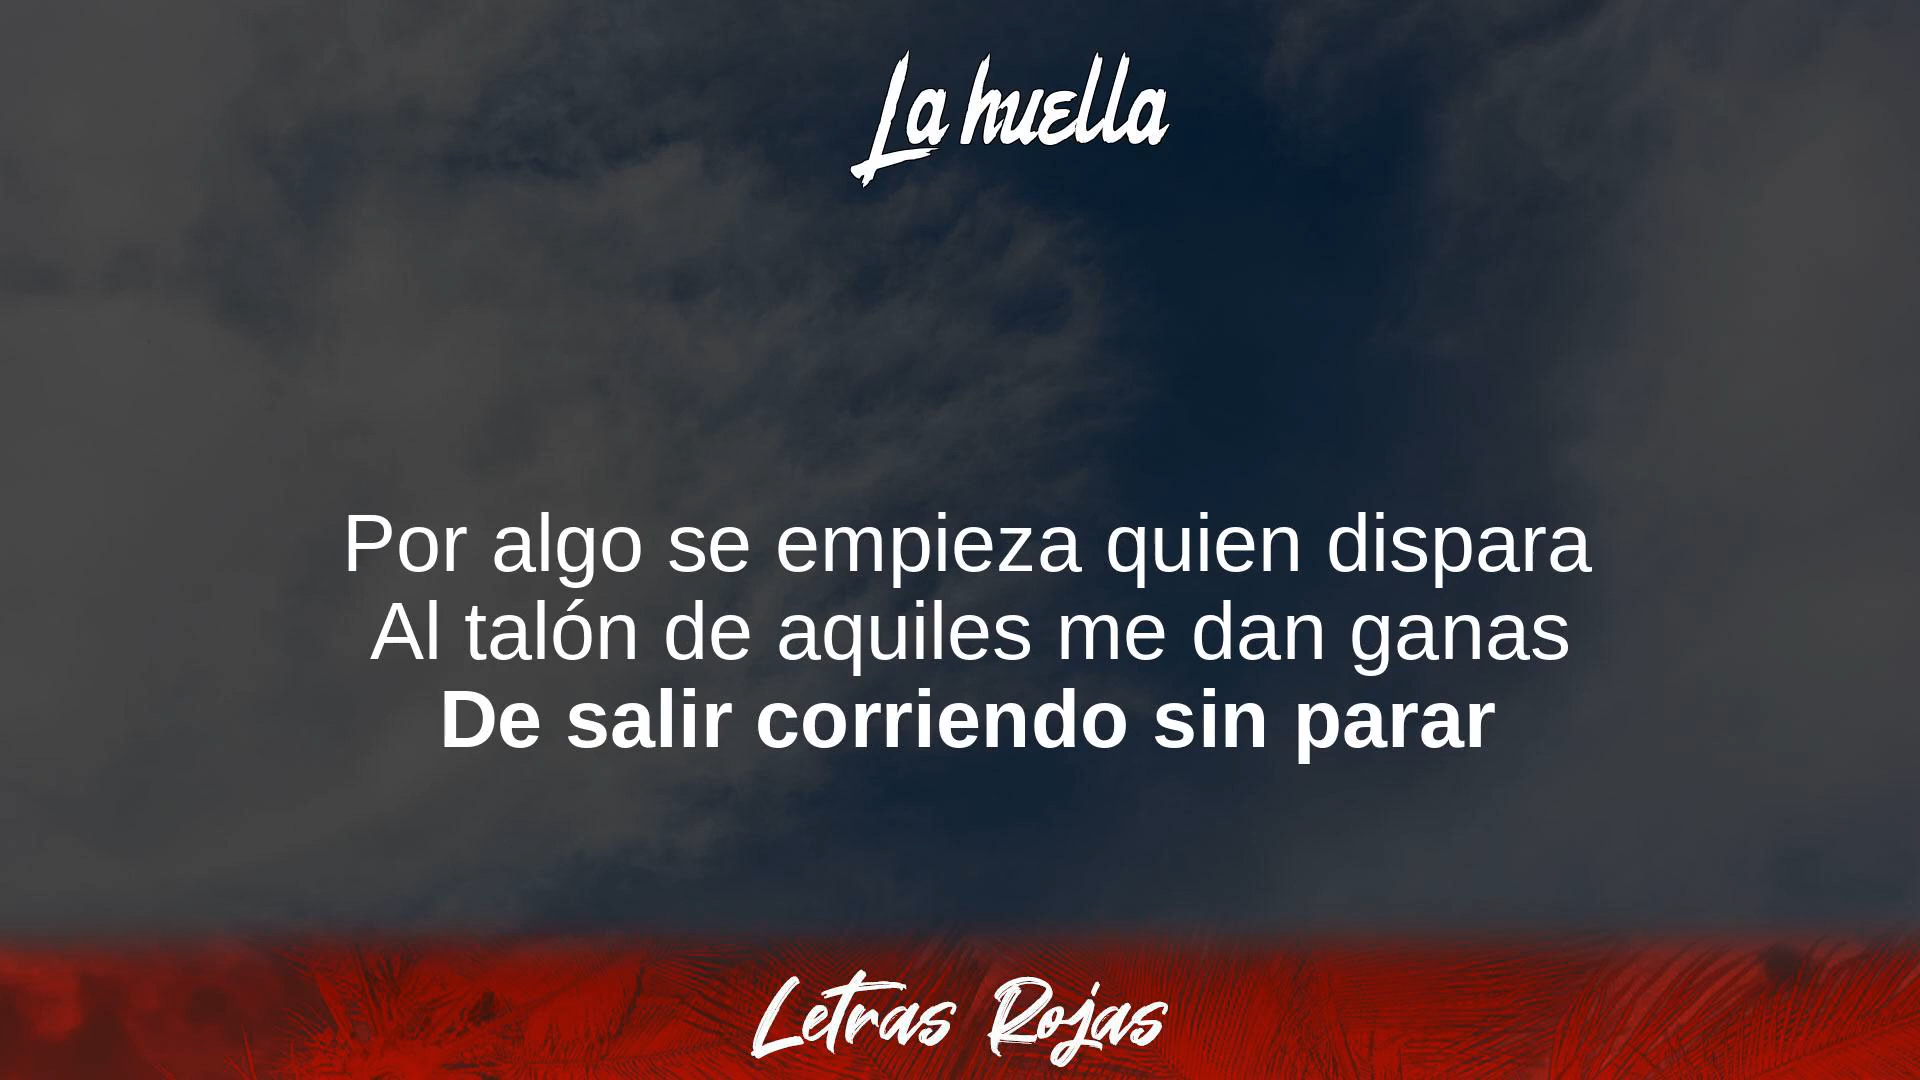 La huella
Por algo se empieza quien dispara
Al talón de aquiles me dan ganas
De salir corriendo sin parar
Letras Rojas